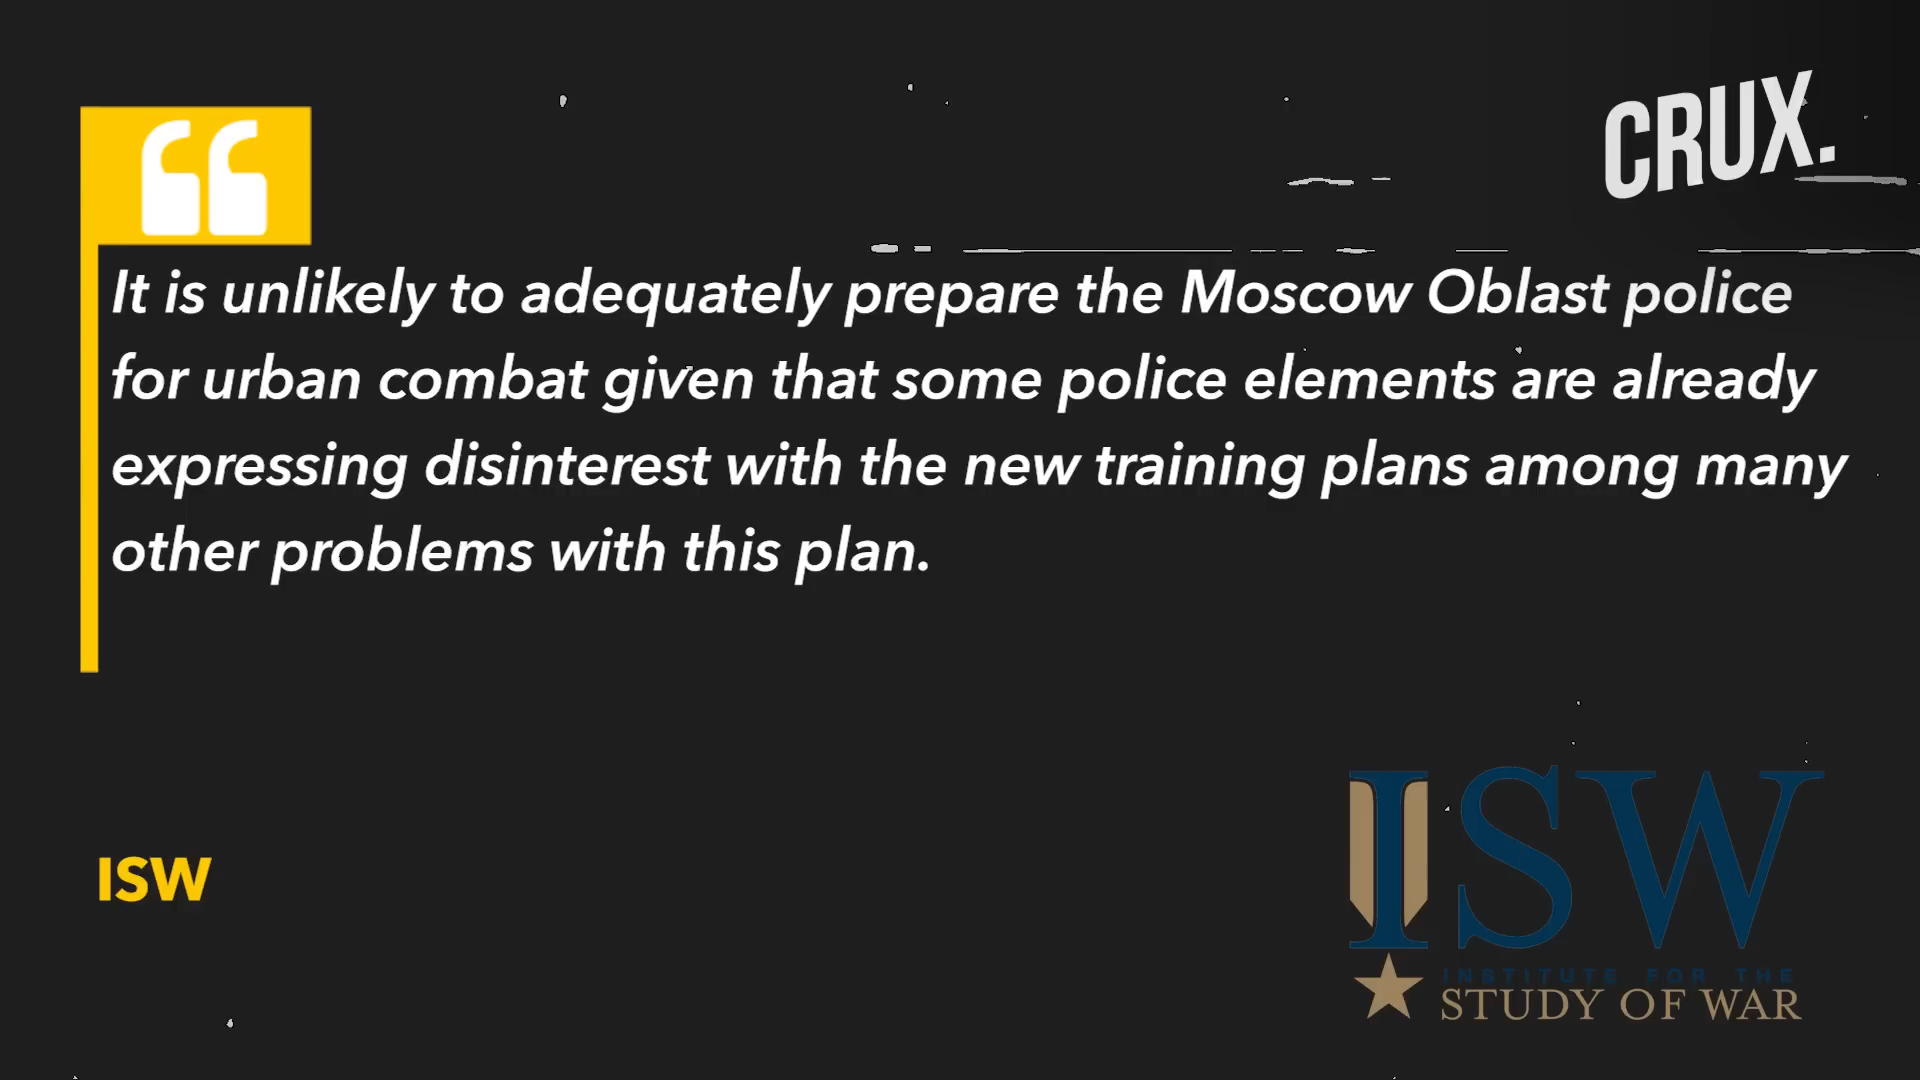 CRUX.
It is unlikely to adequately prepare the Moscow Oblast police
for urban combat given that some police elements are already
expressing disinterest with the new training plans among many
other problems with this plan.
ISW
ISW
INSTITUTE FOR THE
STUDY OF WAR